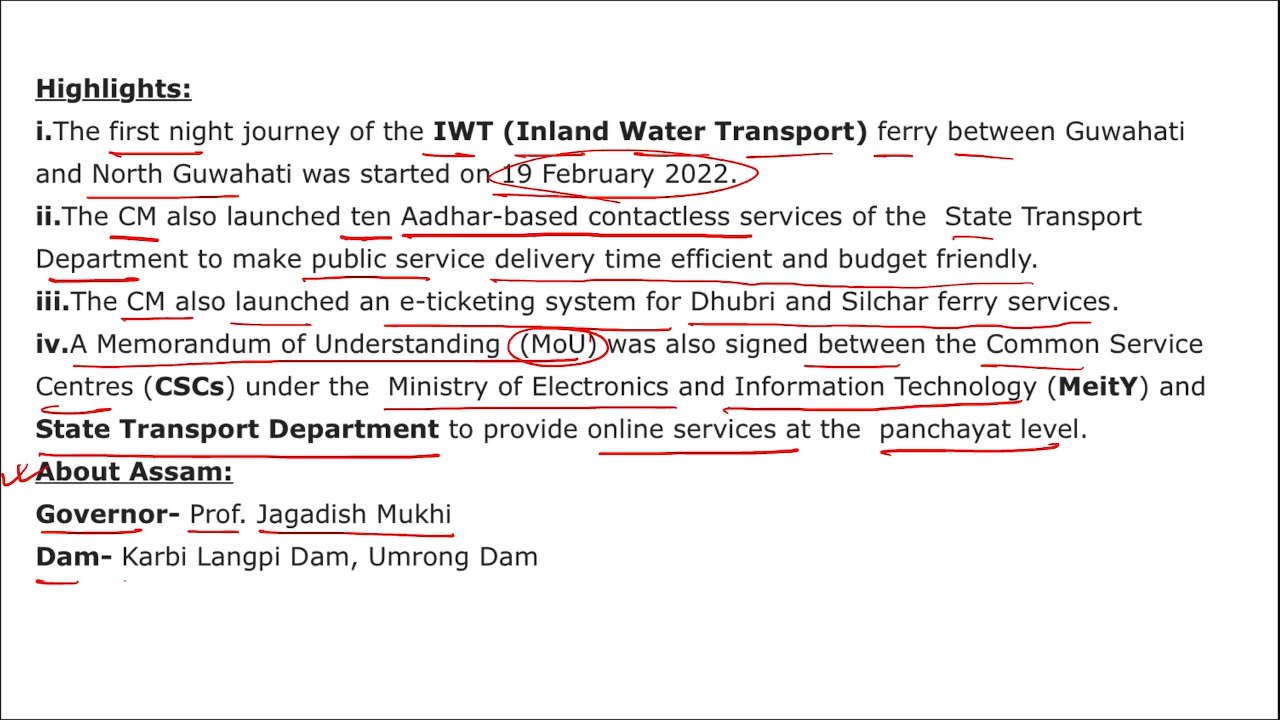 Highlights:
i.The first night journey of the IWT (Inland Water Transport) ferry between Guwahati
and North Guwahati was started on 19 February 2022.
ii.The CM also launched ten Aadhar-based contactless services of the State Transport
Department to make public service delivery time efficient and budget friendly.
iii.The CM also launched an e-ticketing system for Dhubri and Silchar ferry services.
iv.A Memorandum of Understanding (MoU) was also signed between the Common Service
Centres (CSCs) under the Ministry of Electronics and Information Technology (MeitY) and
State Transport Department to provide online services at the panchayat level.
About Assam:
Governor- Prof. Jagadish Mukhi
Dam- Karbi Langpi Dam, Umrong Dam